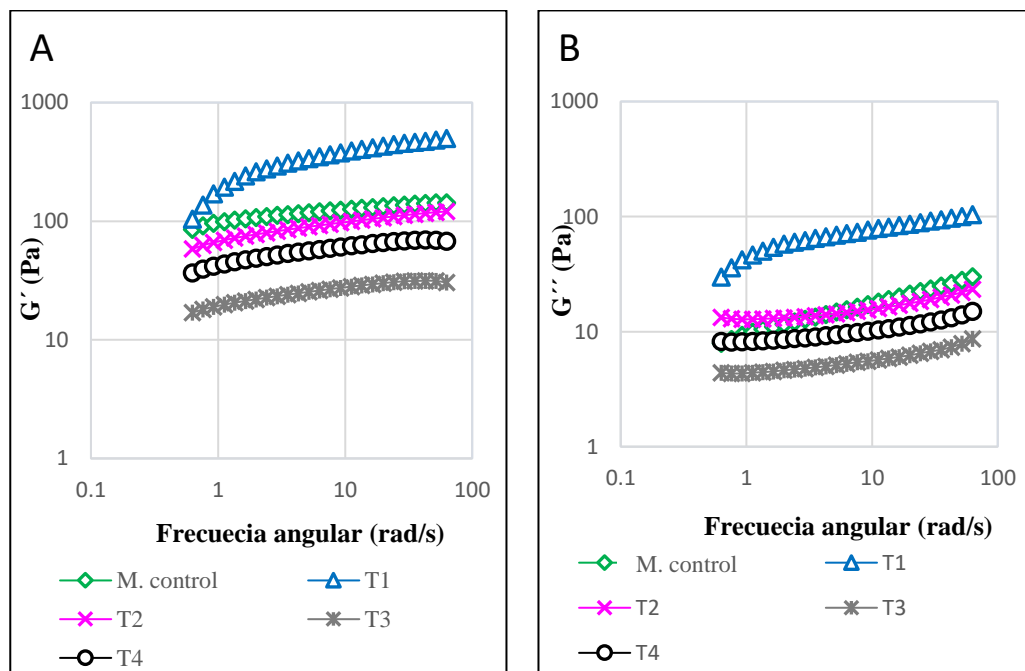 A
1000
100
10
1
G´ (Pa)
0.1 1 10 100
Frecuecia angular (rad/s)
M. control T1
T2 T3
T4
B
1000
100
10
1
G´´ (Pa)
0.1 1 10 100
Frecuecia angular (rad/s)
M. control T1
T2 T3
T4